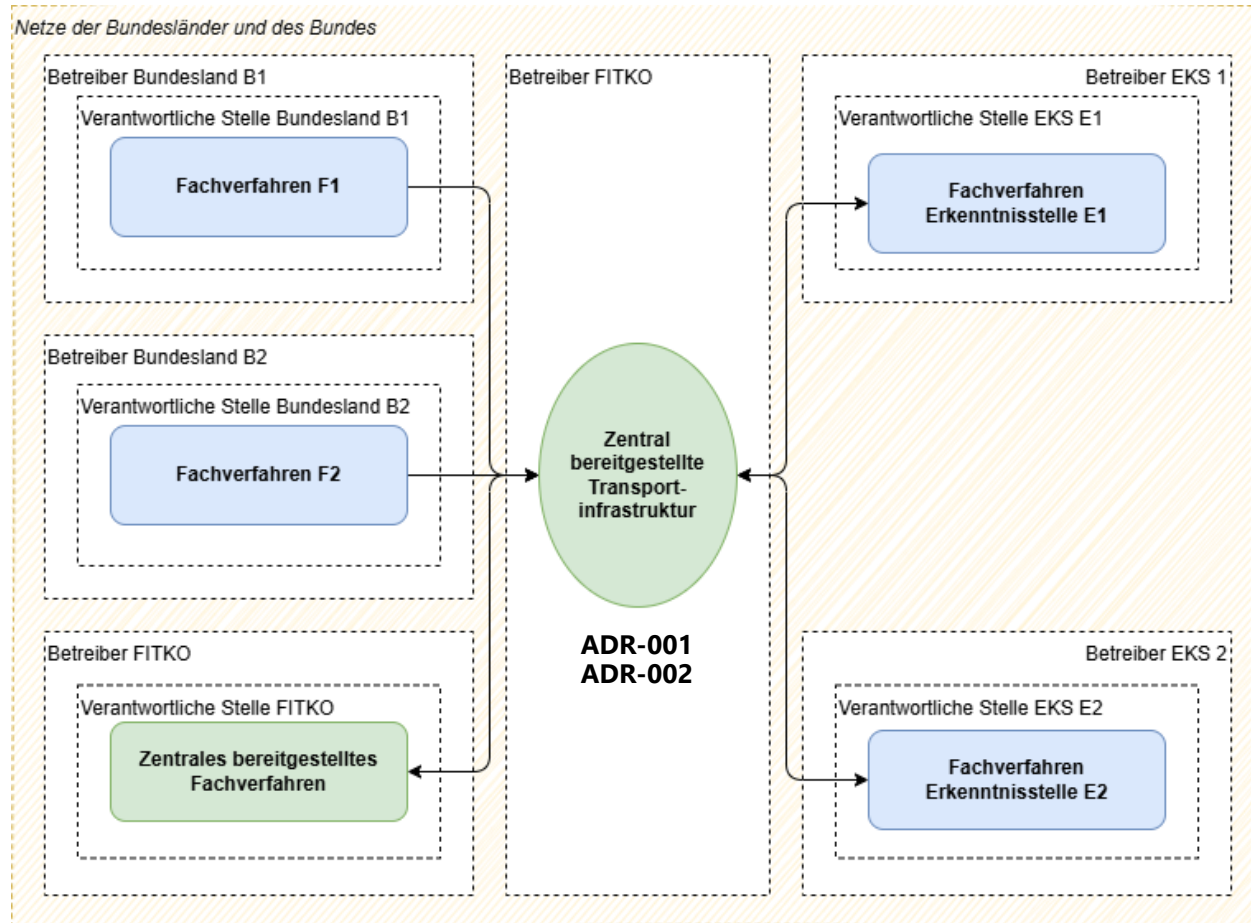 Netze der Bundesländer und des Bundes
Betreiber Bundesland B1
Verantwortliche Stelle Bundesland B1
Fachverfahren F1
Betreiber Bundesland B2
Verantwortliche Stelle Bundesland B2
Fachverfahren F2
Betreiber FITKO
Verantwortliche Stelle FITKO
Zentrales bereitgestelltes
Fachverfahren
Betreiber FITKO
Zentral
bereitgestellte
Transport-
infrastruktur
ADR-001
ADR-002
Betreiber EKS 1
Verantwortliche Stelle EKS E1
Fachverfahren
Erkenntnisstelle E1
Betreiber EKS 2
Verantwortliche Stelle EKS E2
Fachverfahren
Erkenntnisstelle E2